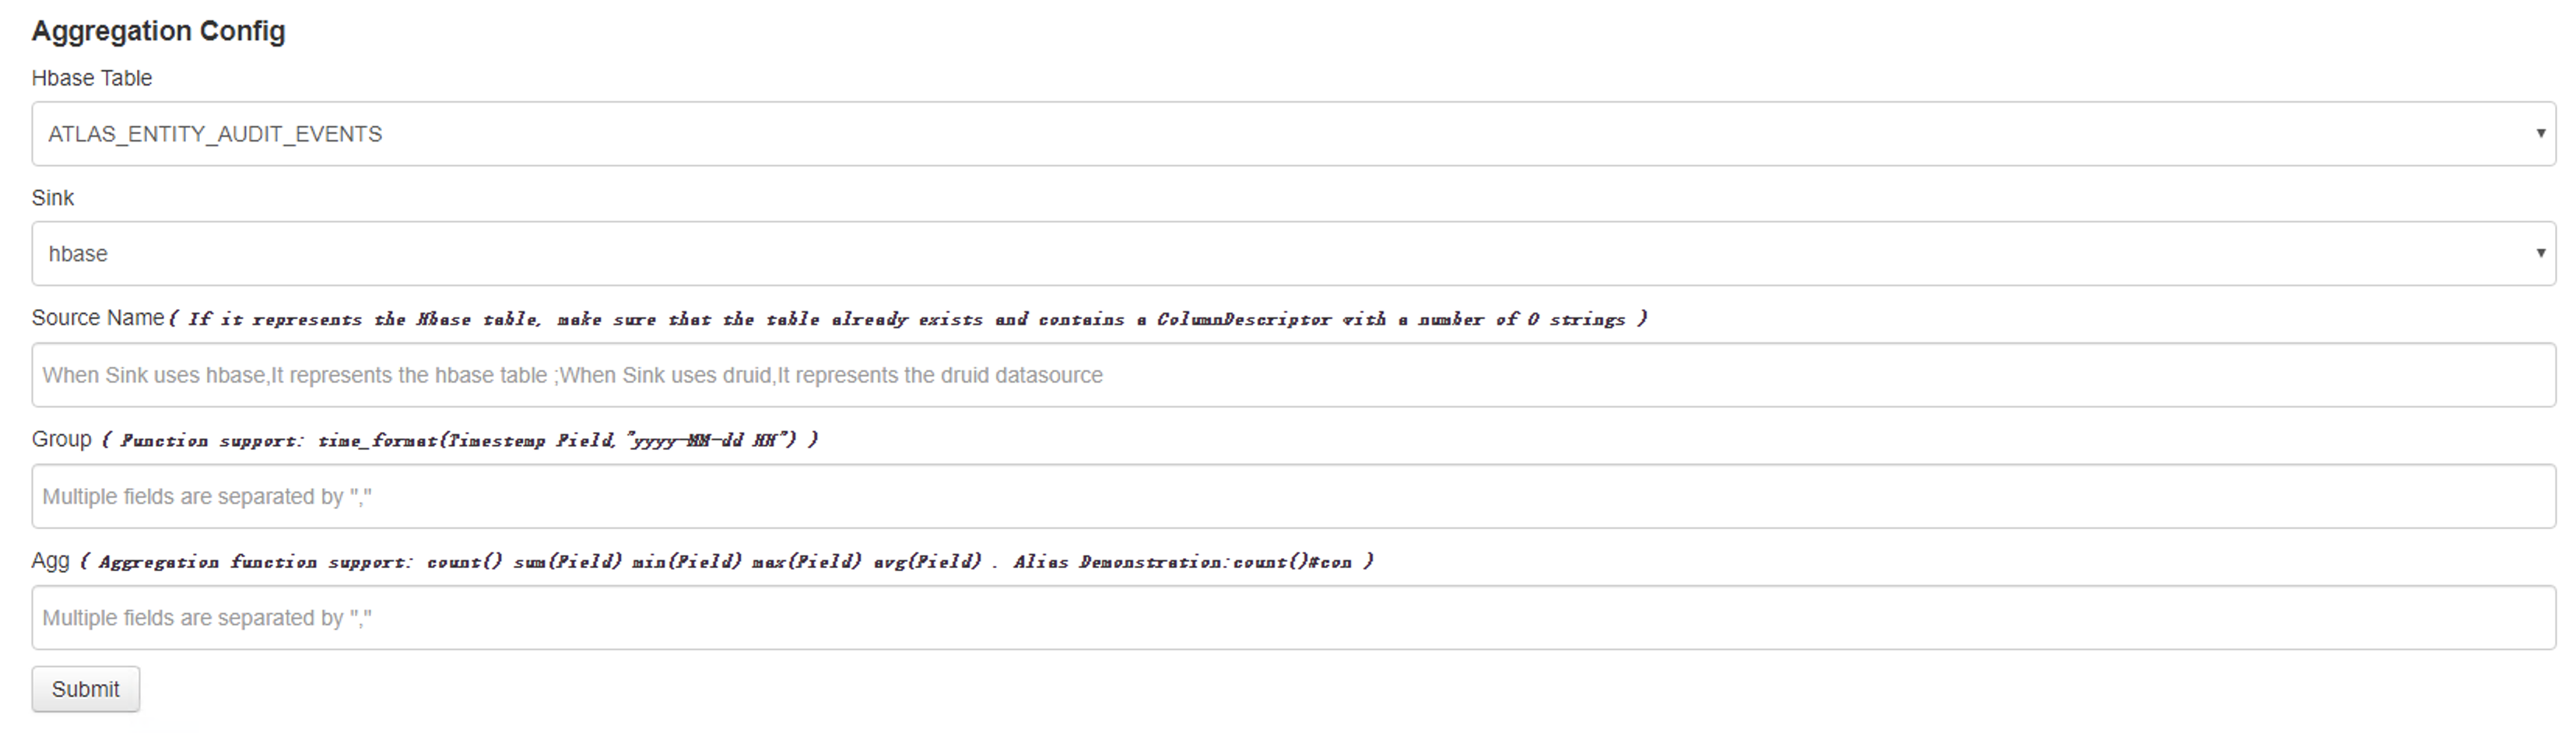 Aggregation Config
Hbase Table
ATLAS_ENTITY_AUDIT_EVENTS
Sink
hbase
Source Name( If it represents the Hbase table, make sure that the table already exists and contains a ColumnDescriptor with a number of 0 strings )
When Sink uses hbase,It represents the hbase table ;When Sink uses druid,It represents the druid datasource
Group ( Function support: time_format(Timestemp Field,"yyyy-MM-dd HH") )
Multiple fields are separated by ","
Agg ( Aggregation function support: count() sum(Field) min(Field) max(Field) avg(Field) . Alias Demonstration:count()#con )
Multiple fields are separated by ","
Submit